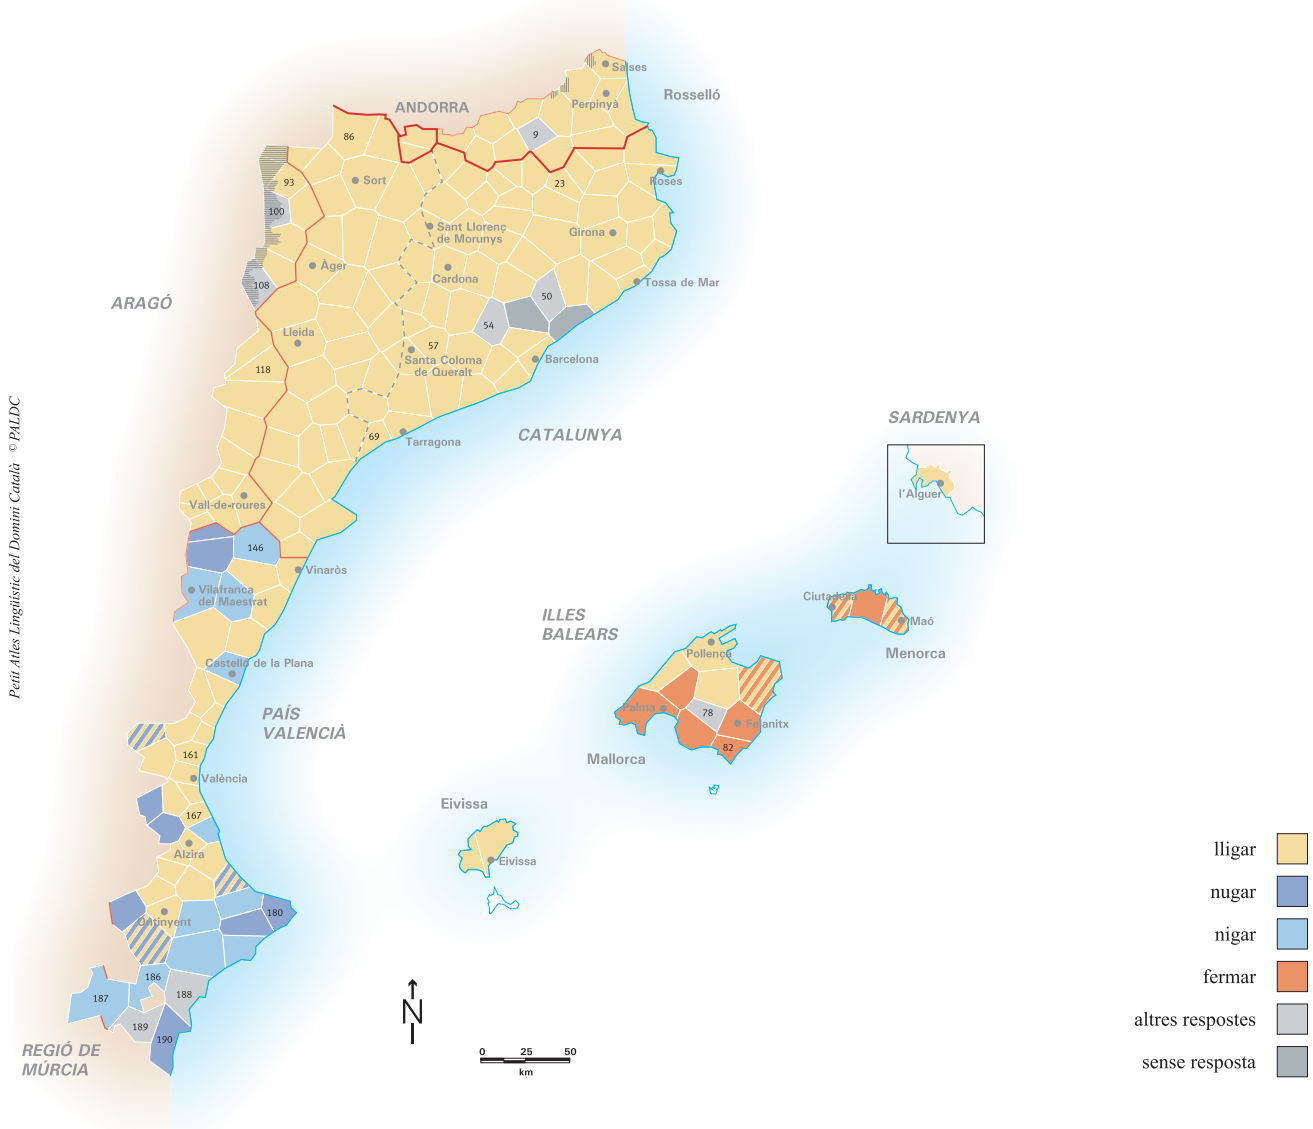 Salses
Rosselló
ANDORRA
Perpinyà
9
86
93
Sort
23
Roses
100
Sant Llorenç
de Morunys
Girona
Àger
Cardona
108
Tossa de Mar
50
ARAGÓ
54
Lleida
57
Santa Coloma
de Queralt
Barcelona
118
69
Tarragona
CATALUNYA
SARDENYA
l'Alguer
Petit Atles Lingüístic del Domini Català © PALDC
Vall-de-roures
146
Vinaròs
Vilafranca
del Maestrat
ILLES
BALEARS
Ciutadella
Maó
Menorca
Pollença
Castelló de la Plana
Palma
78
Felanitx
82
Mallorca
PAÍS
VALENCIÀ
161
València
167
Alzira
Eivissa
Eivissa
180
Ontinyent
186
187
188
189
190
REGIÓ DE
MÚRCIA
N
0 25 50
km
lligar
nugar
nigar
fermar
altres respostes
sense resposta